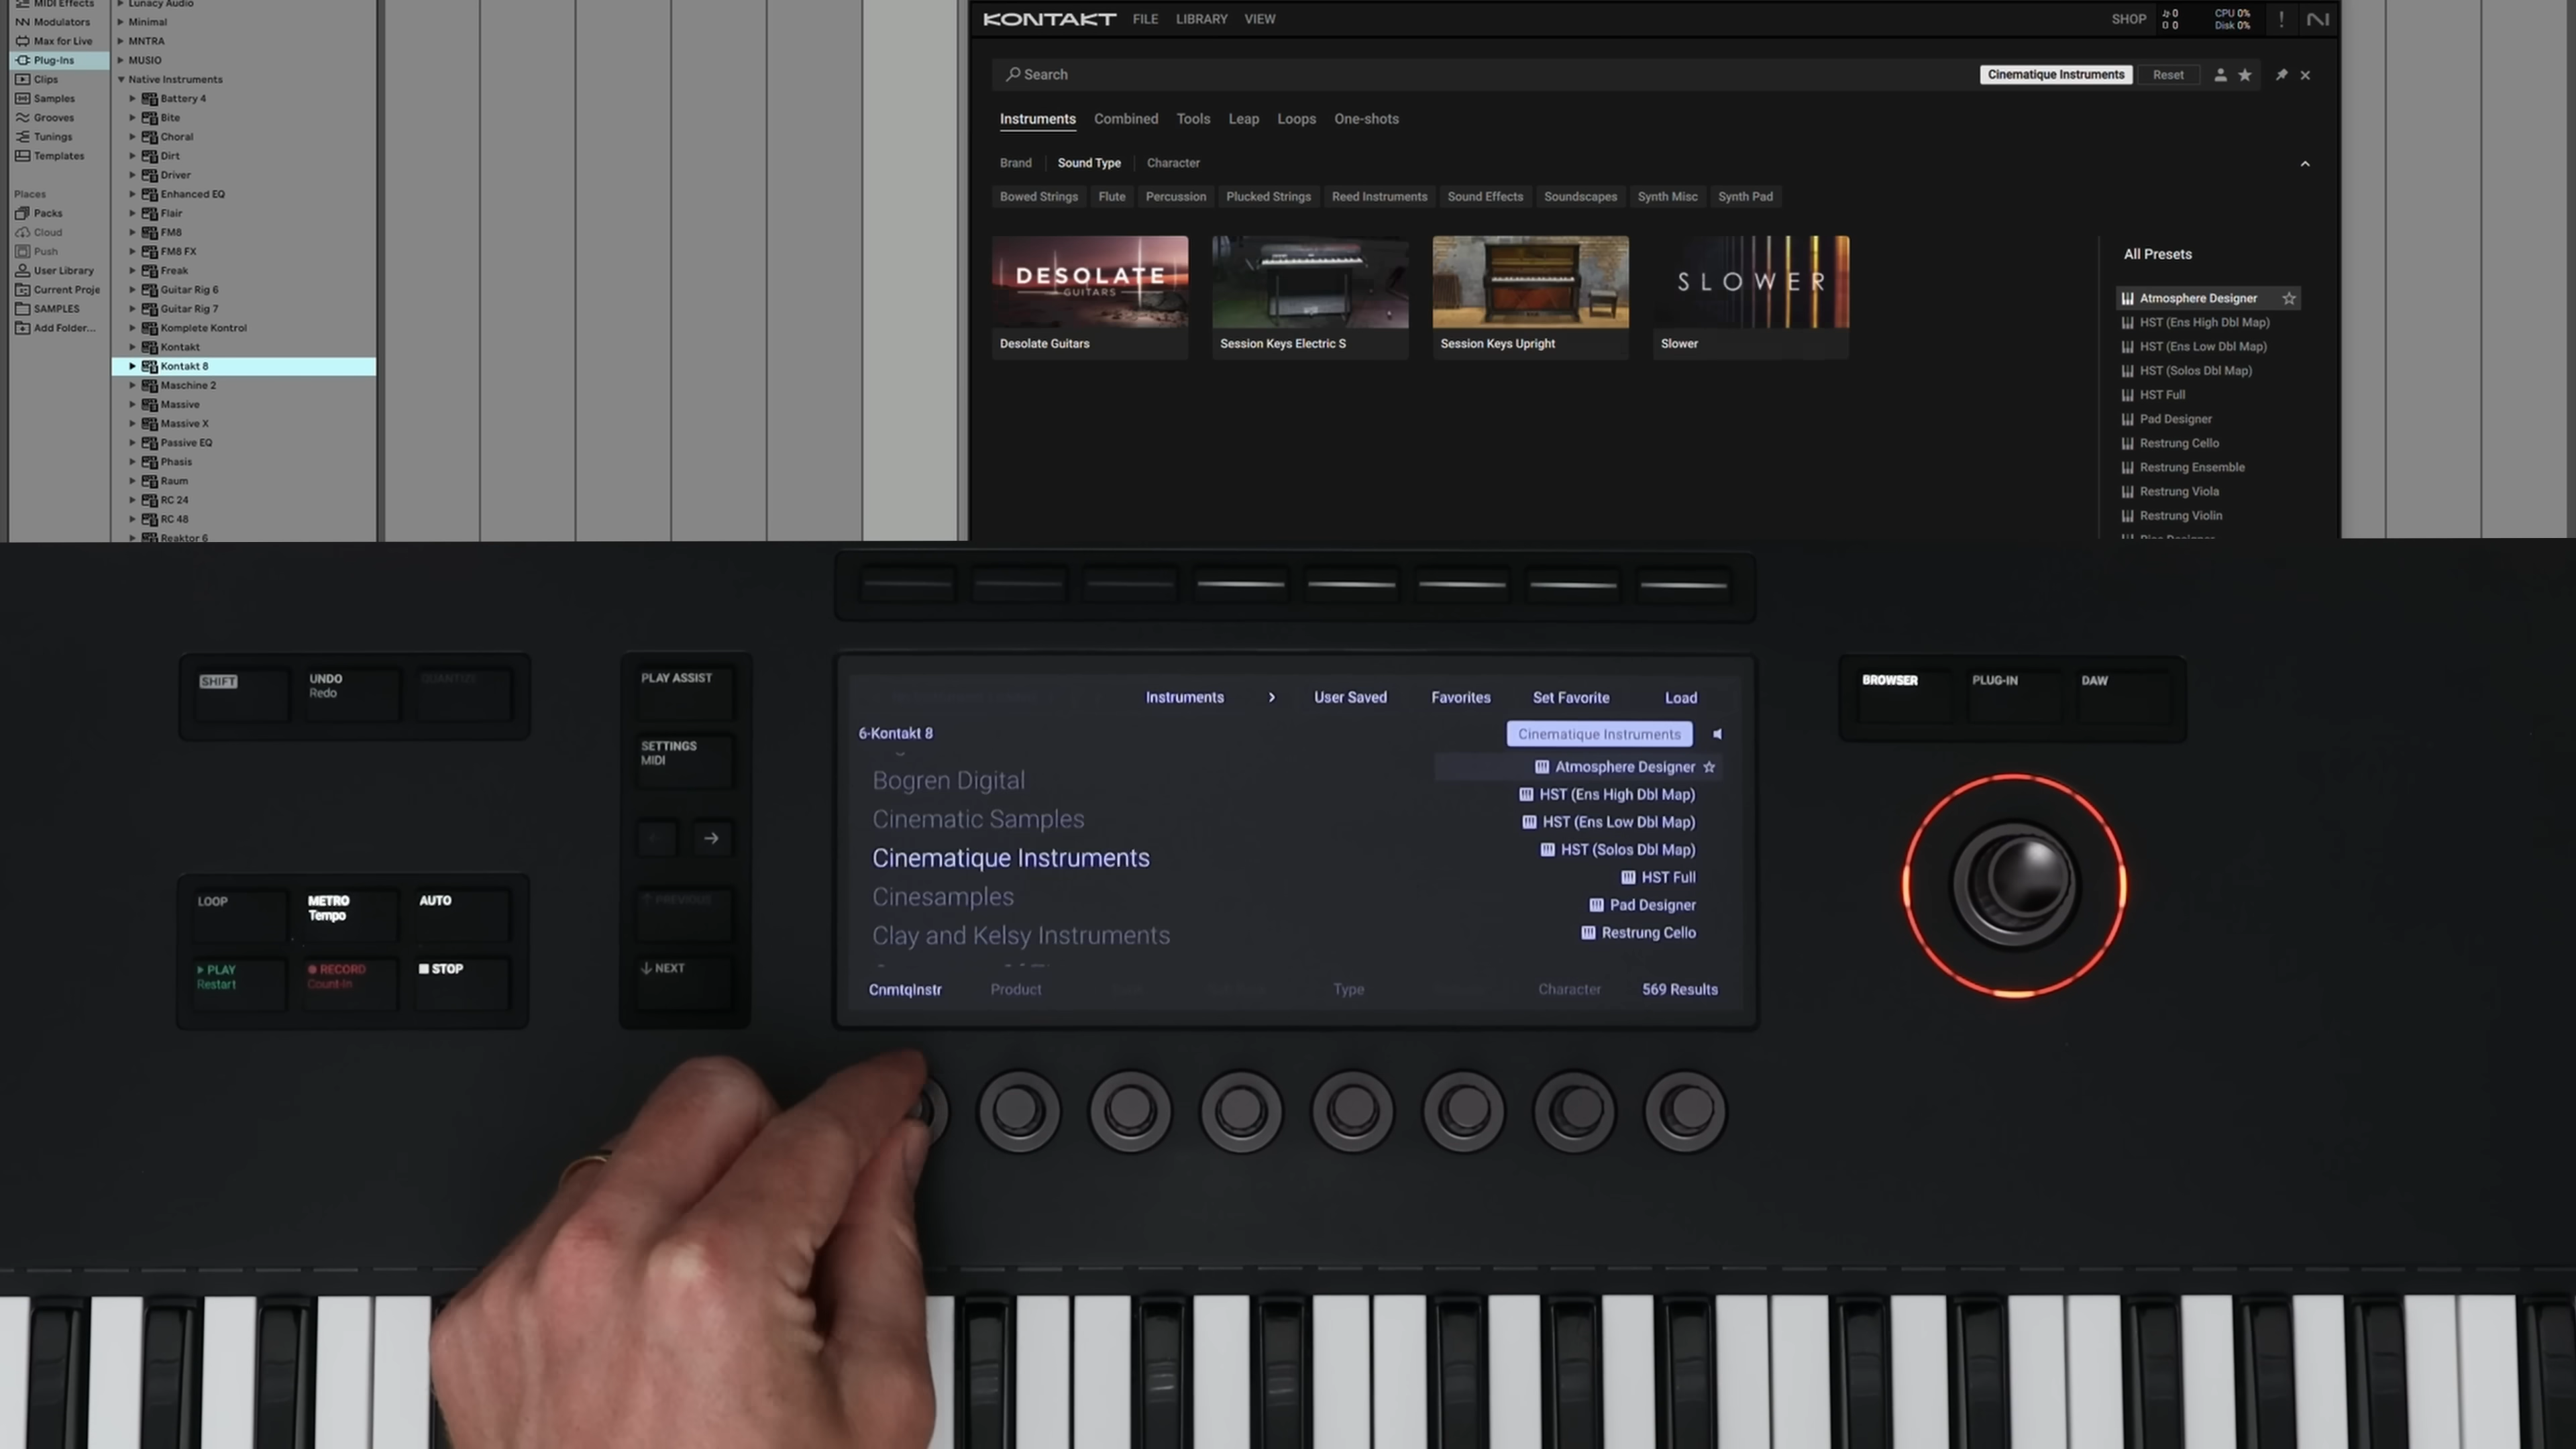 MIDI Effects
Modulators
Max for Live
Plug-Ins
Clips
Samples
Grooves
Tunings
Templates
Places
Packs
Cloud
Push
User Library
Current Proje
SAMPLES
Add Folder...
Lunacy Audio
Minimal
MNTRA
MUSIO
Native Instruments
Battery 4
Bite
Choral
Dirt
Driver
Enhanced EQ
Flair
FM8
FM8 FX
Freak
Guitar Rig 6
Guitar Rig 7
Komplete Kontrol
Kontakt
Kontakt 8
Maschine 2
Massive
Massive X
Passive EQ
Phasis
Raum
RC 24
RC 48
Reaktor 6
KONTAKT FILE LIBRARY VIEW
SHOP 0 CPU 0% !
0 Disk 0%
Search Cinematique Instruments Reset
Instruments Combined Tools Leap Loops One-shots
Brand Sound Type Character
Bowed Strings Flute Percussion Plucked Strings Reed Instruments Sound Effects Soundscapes Synth Misc Synth Pad
DESOLATE
GUITARS
SLOWER
Desolate Guitars Session Keys Electric S Session Keys Upright Slower
All Presets
Atmosphere Designer
HST (Ens High Dbl Map)
HST (Ens Low Dbl Map)
HST (Solos Dbl Map)
HST Full
Pad Designer
Restrung Cello
Restrung Ensemble
Restrung Viola
Restrung Violin
SHIFT
UNDO
Redo
QUANTIZE
PLAY ASSIST
SETTINGS
MIDI
LOOP
METRO
Tempo
AUTO
PLAY
Restart
RECORD
Count-In
STOP
PREVIOUS
NEXT
Instruments > User Saved Favorites Set Favorite Load
6-Kontakt 8 Cinematique Instruments
Bogren Digital
Cinematic Samples
Cinematique Instruments
Cinesamples
Clay and Kelsy Instruments
Atmosphere Designer
HST (Ens High Dbl Map)
HST (Ens Low Dbl Map)
HST (Solos Dbl Map)
HST Full
Pad Designer
Restrung Cello
CnmtqInstr Product Type Character 569 Results
BROWSER PLUG-IN DAW